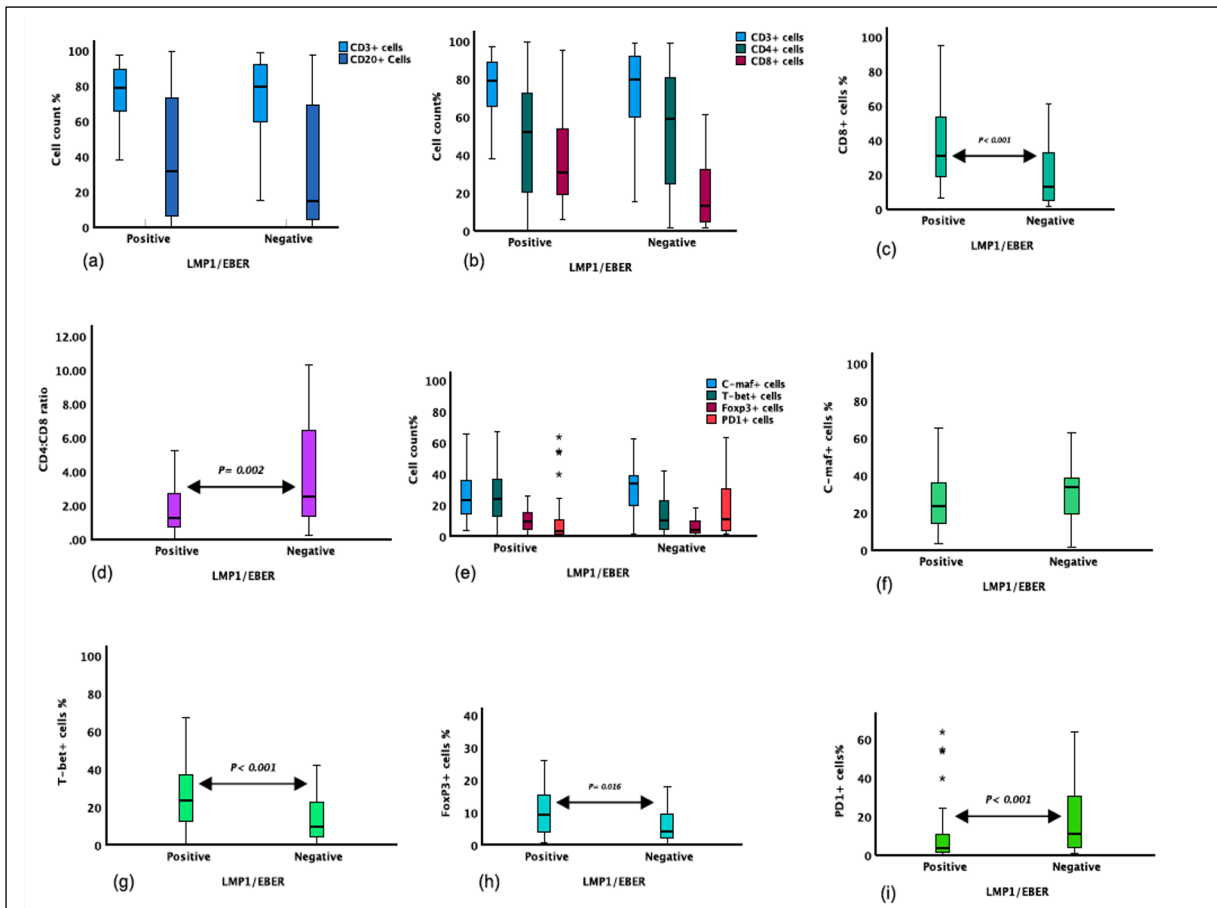 CD3+ cells
CD20+ Cells
Cell count %
100
80
60
40
20
0
Positive
Negative
LMP1/EBER
(a)
CD3+ cells
CD4+ cells
CD8+ cells
Cell count%
100
80
60
40
20
0
Positive
Negative
LMP1/EBER
(b)
CD8+ cells %
100
80
60
40
20
0
P< 0.001
Positive
Negative
LMP1/EBER
(c)
CD4:CD8 ratio
12.00
10.00
8.00
6.00
4.00
2.00
.00
P= 0.002
Positive
Negative
LMP1/EBER
(d)
C-maf+ cells
T-bet+ cells
Foxp3+ cells
PD1+ cells
Cell count%
100
80
60
40
20
0
Positive
Negative
LMP1/EBER
(e)
C-maf+ cells %
100
80
60
40
20
0
Positive
Negative
LMP1/EBER
(f)
T-bet+ cells %
100
80
60
40
20
0
P< 0.001
Positive
Negative
LMP1/EBER
(g)
FoxP3+ cells %
40
30
20
10
0
P= 0.016
Positive
Negative
LMP1/EBER
(h)
PD1+ cells%
60
40
20
0
P< 0.001
Positive
Negative
LMP1/EBER
(i)